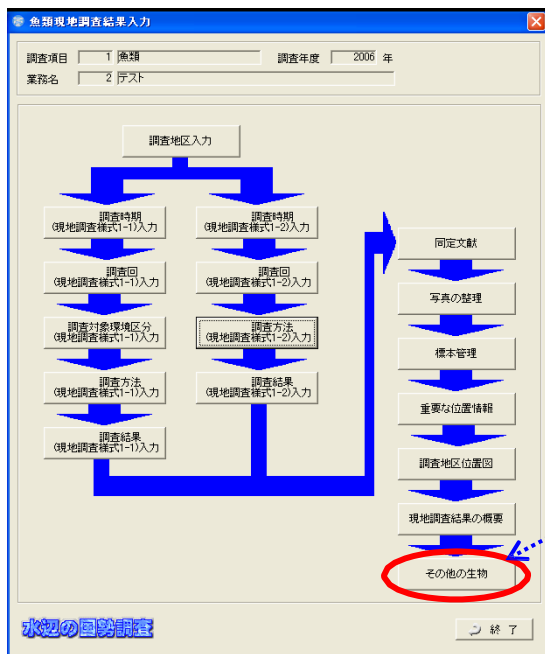 魚類現地調査結果入力
調査項目 1 魚類 調査年度 2006 年
業務名 2 テスト
調査地区入力
調査時期
(現地調査様式1-1)入力
調査回
(現地調査様式1-1)入力
調査対象環境区分
(現地調査様式1-1)入力
調査方法
(現地調査様式1-1)入力
調査結果
(現地調査様式1-1)入力
調査時期
(現地調査様式1-2)入力
調査回
(現地調査様式1-2)入力
調査方法
(現地調査様式1-2)入力
調査結果
(現地調査様式1-2)入力
同定文献
写真の整理
標本管理
重要な位置情報
調査地区位置図
現地調査結果の概要
その他の生物
水辺の国勢調査
終了